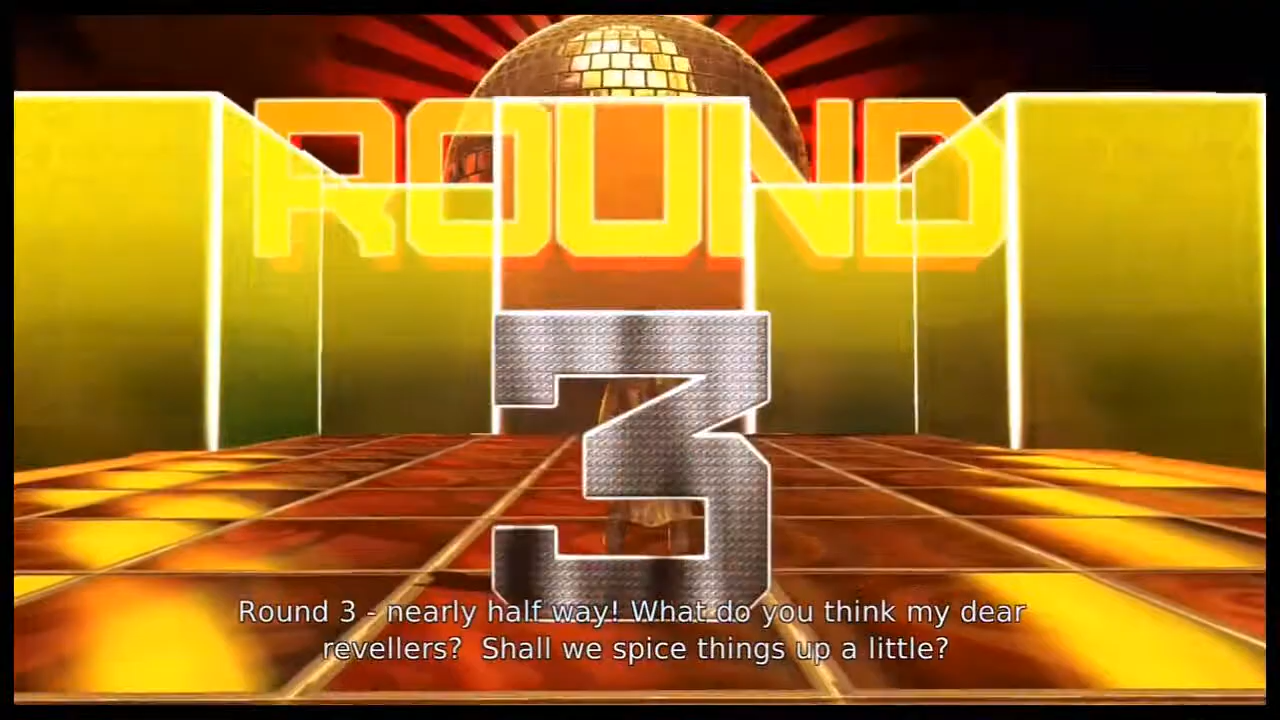 ROUND
3
Round 3 - nearly half way! What do you think my dear
revellers?  Shall we spice things up a little?